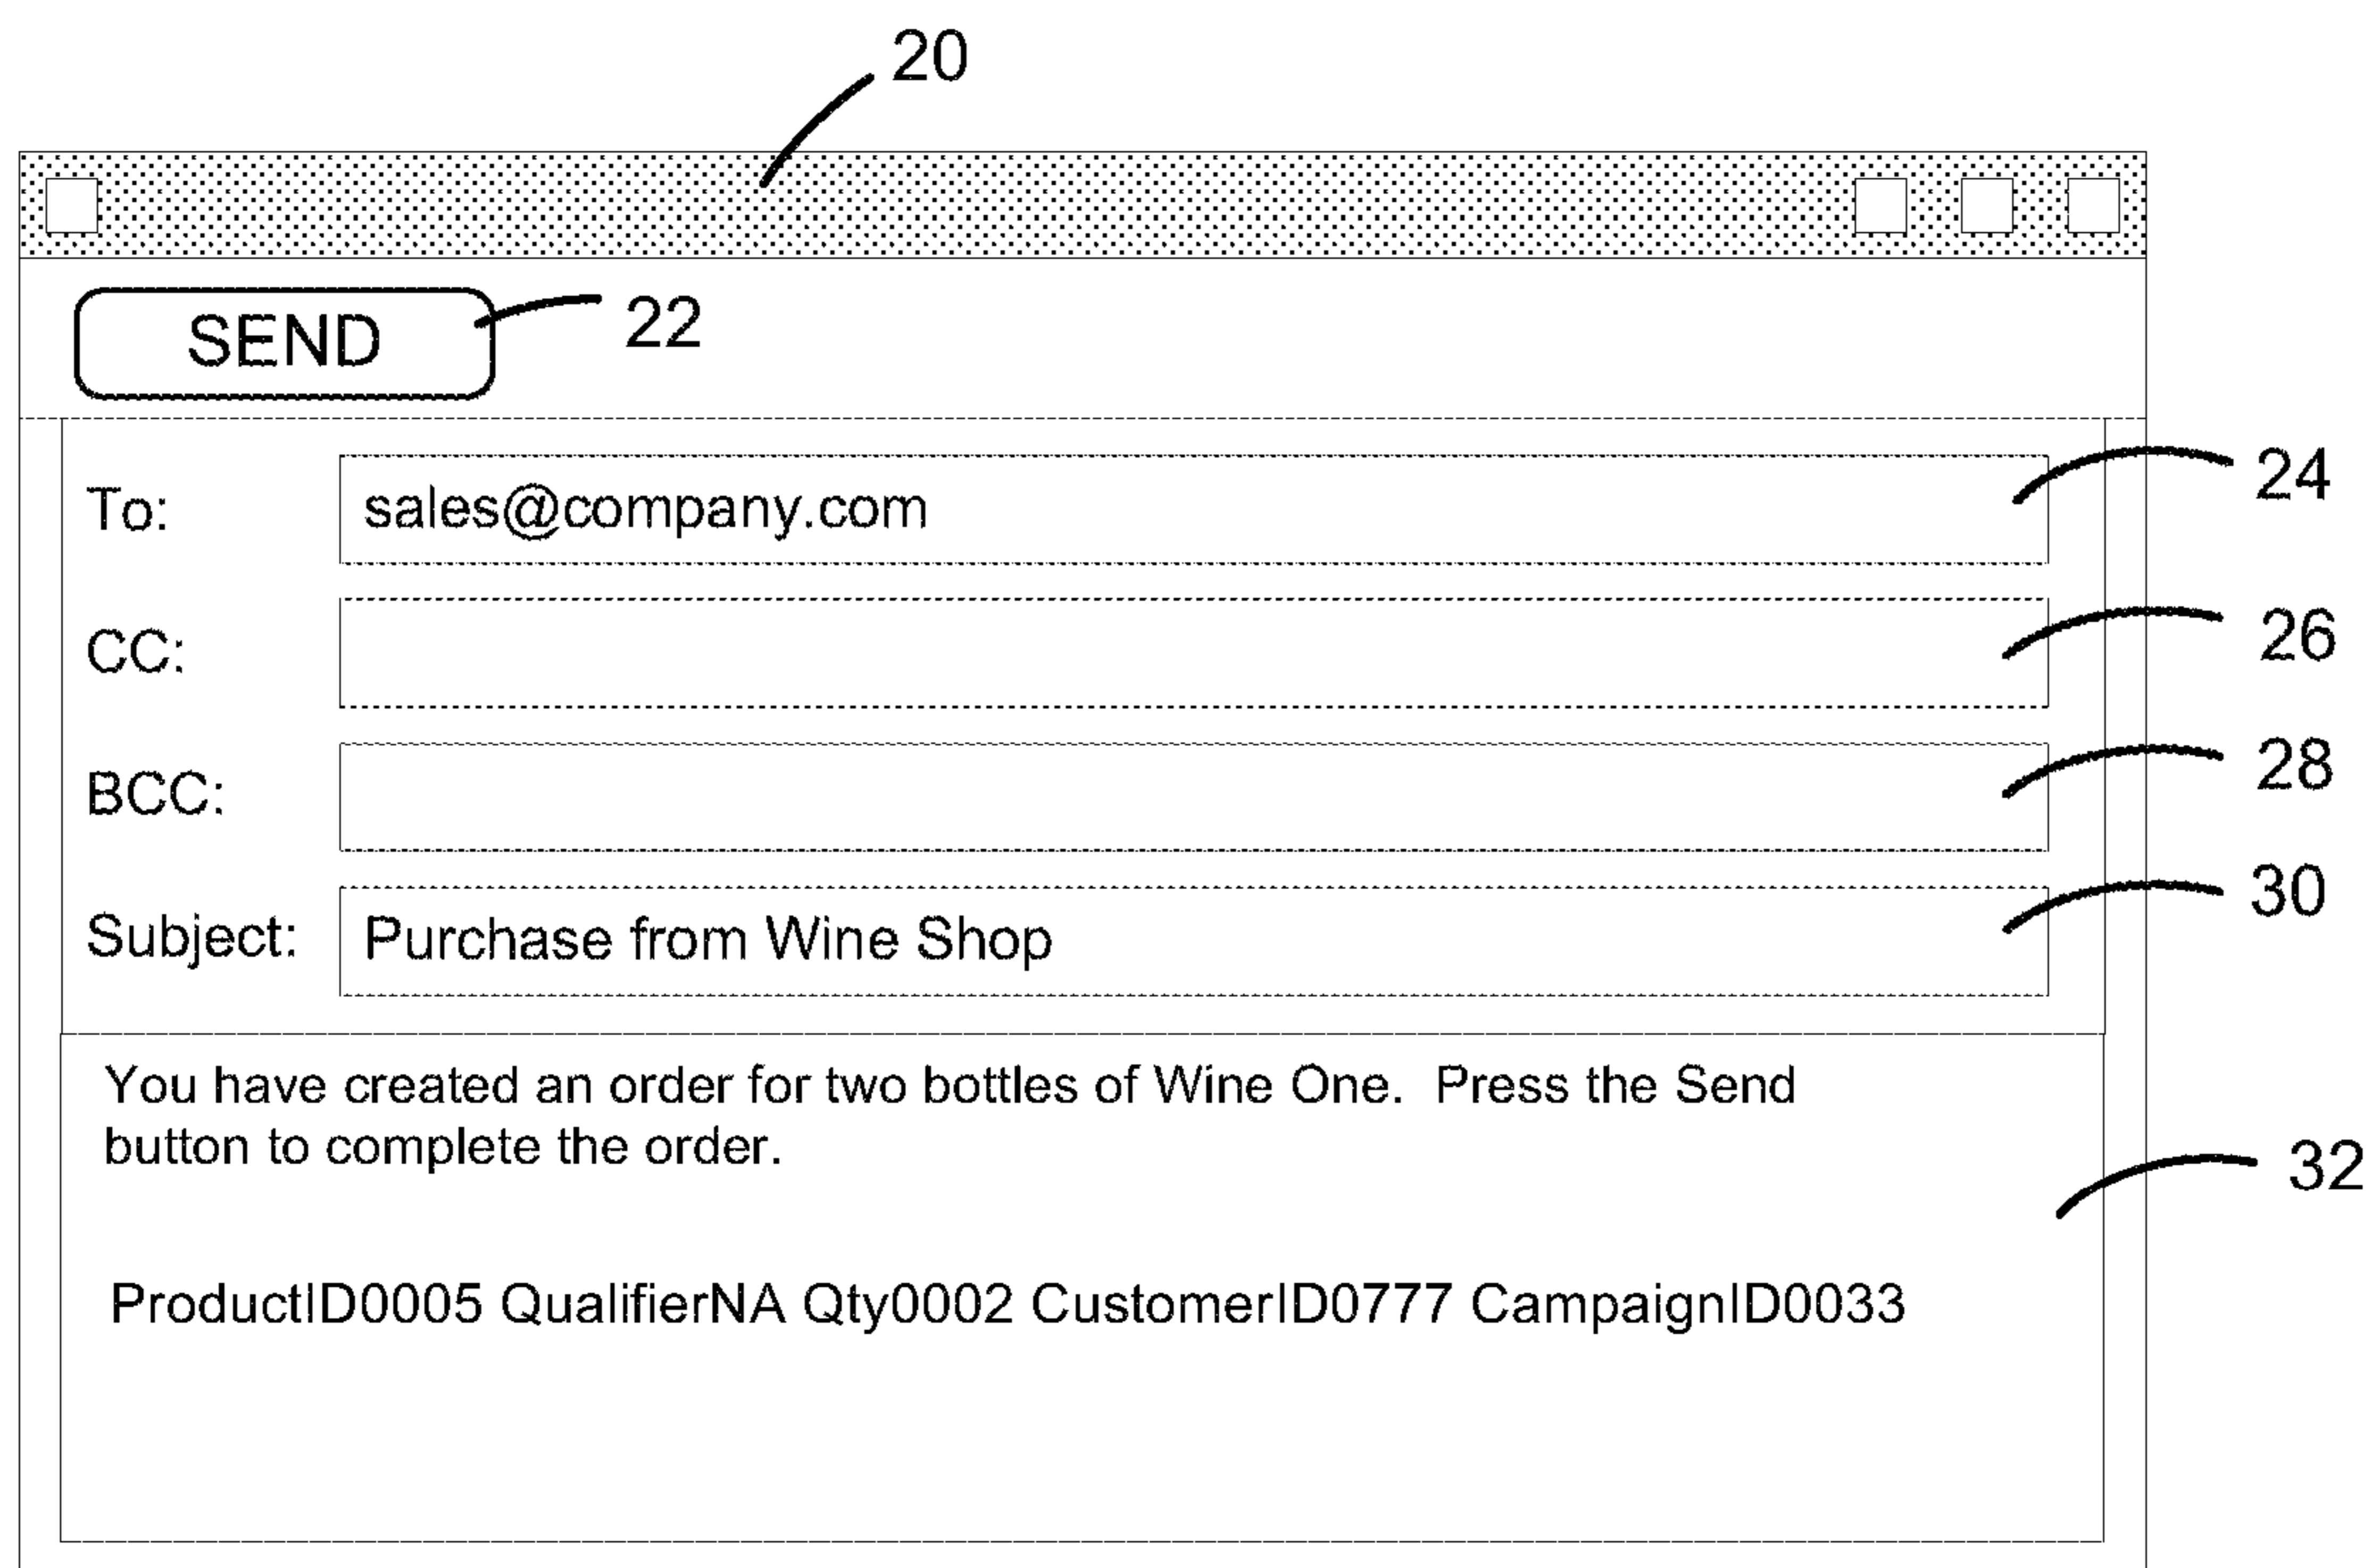 20
SEND 22
To: sales@company.com 24
CC: 26
BCC: 28
Subject: Purchase from Wine Shop 30
You have created an order for two bottles of Wine One. Press the Send
button to complete the order.
32
ProductID0005 QualifierNA Qty0002 CustomerID0777 CampaignID0033